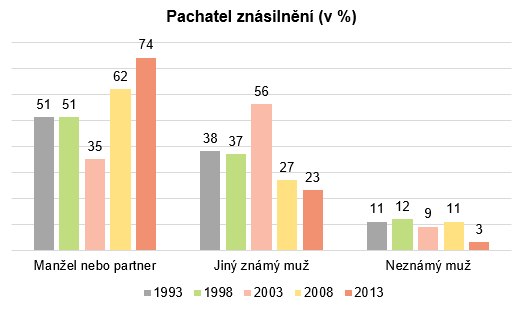 Pachatel znásilnění (v %)
51 51 35 62 74
38 37 56 27 23
11 12 9 11 3
Manžel nebo partner Jiný známý muž Neznámý muž
1993 1998 2003 2008 2013